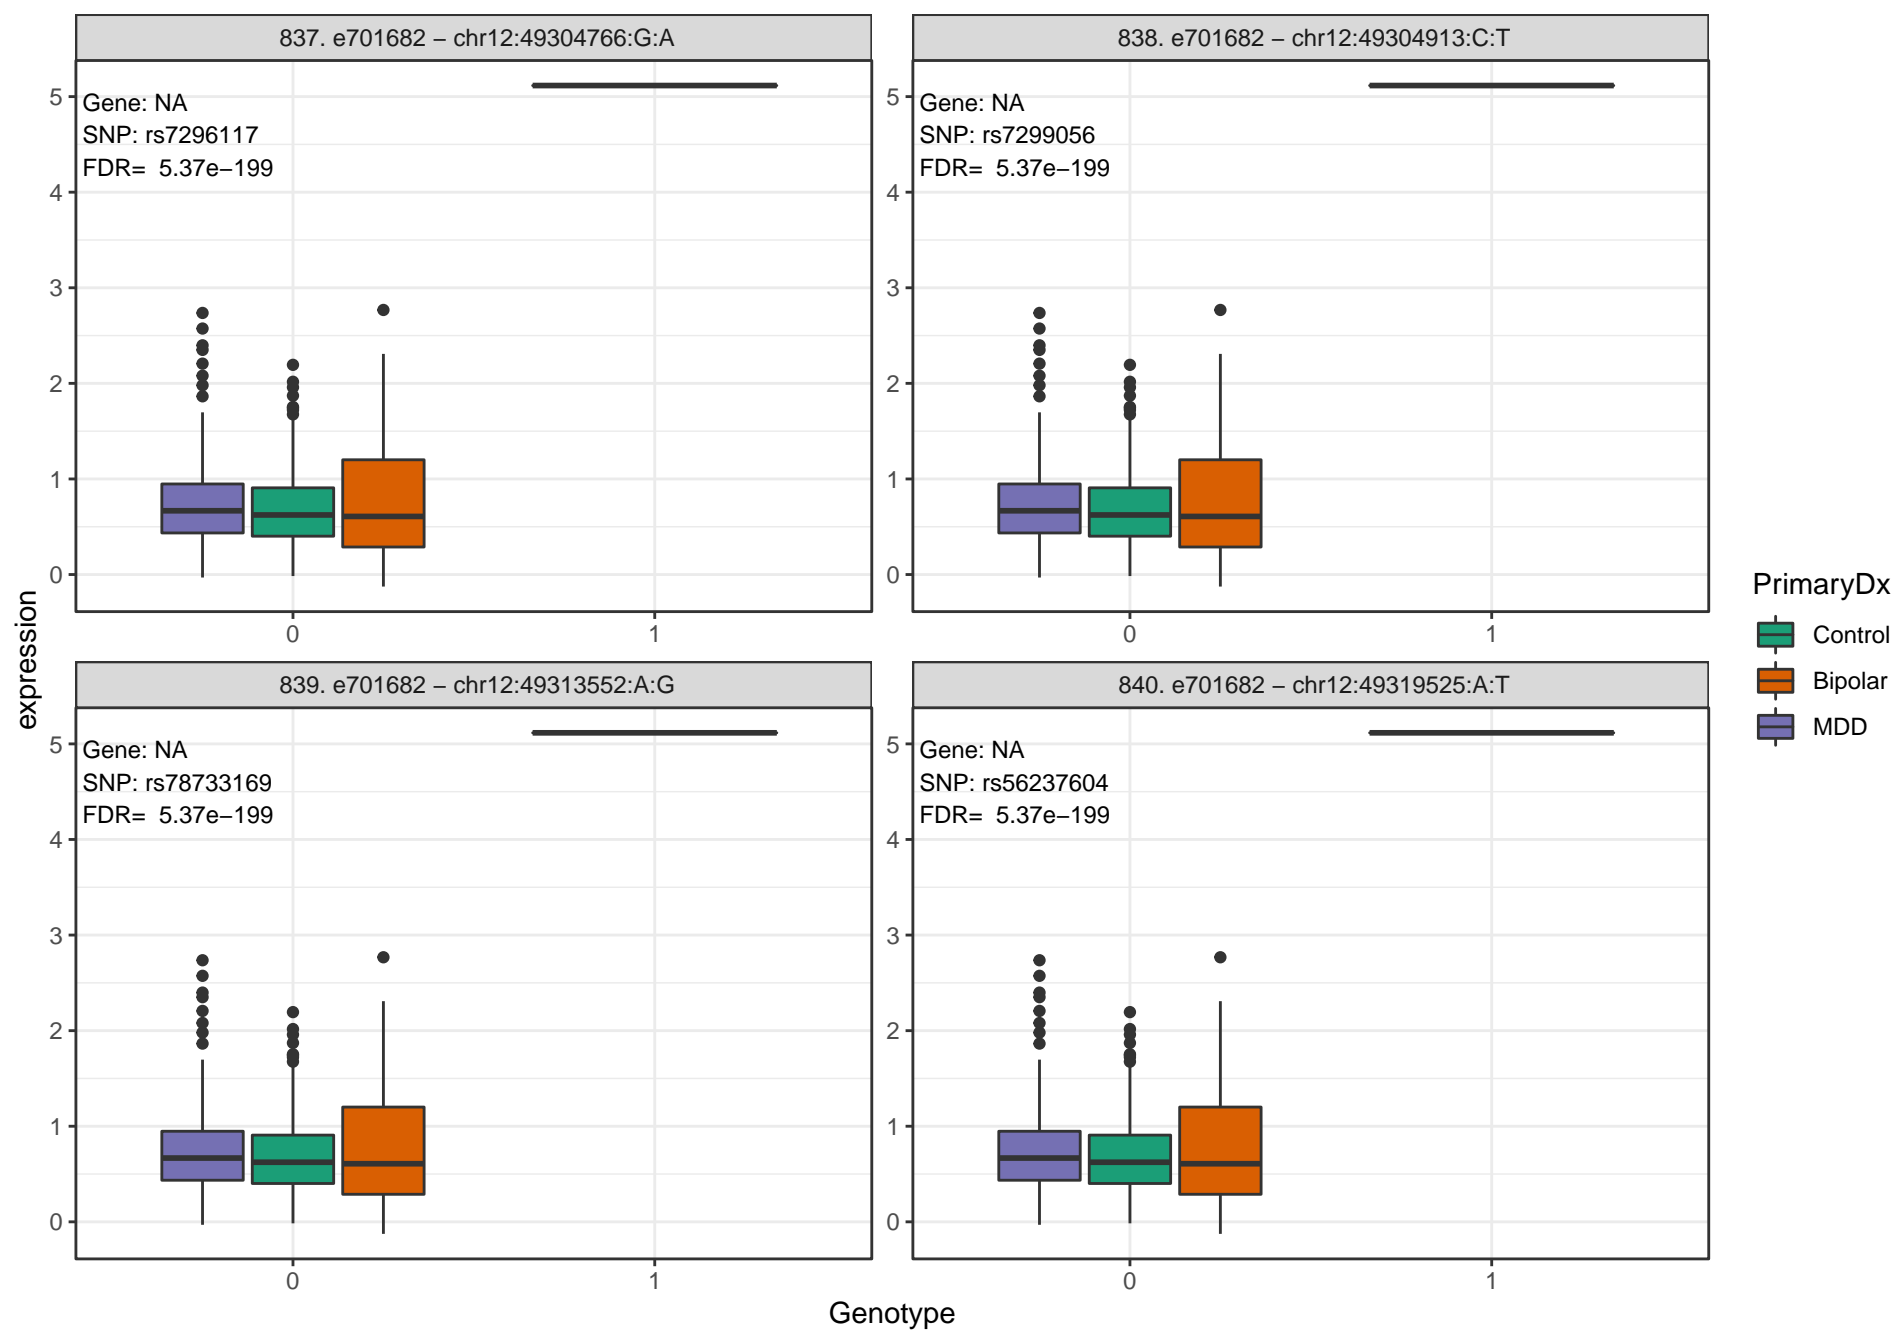 837. e701682 − chr12:49304766:G:A
Gene: NA
SNP: rs7296117
FDR=  5.37e−199
5
4
3
2
1
0
0
1
838. e701682 − chr12:49304913:C:T
Gene: NA
SNP: rs7299056
FDR=  5.37e−199
5
4
3
2
1
0
0
1
839. e701682 − chr12:49313552:A:G
Gene: NA
SNP: rs78733169
FDR=  5.37e−199
5
4
3
2
1
0
0
1
840. e701682 − chr12:49319525:A:T
Gene: NA
SNP: rs56237604
FDR=  5.37e−199
5
4
3
2
1
0
0
1
expression
Genotype
PrimaryDx
Control
Bipolar
MDD